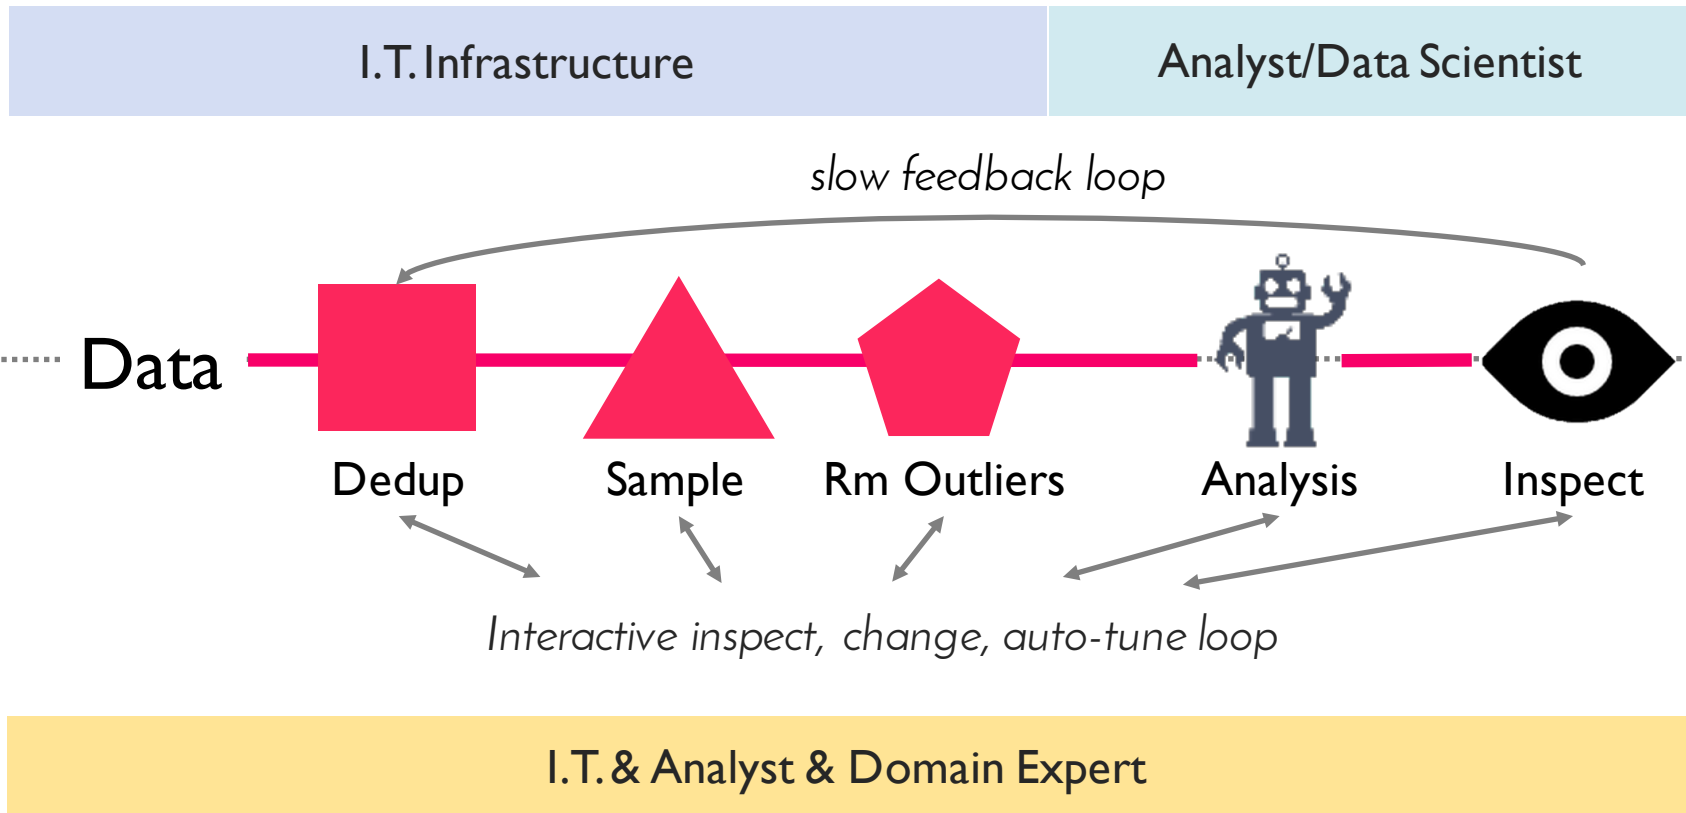 I.T. Infrastructure
Analyst/Data Scientist
slow feedback loop
Data
Dedup
Sample
Rm Outliers
Analysis
Inspect
Interactive inspect, change, auto-tune loop
I.T. & Analyst & Domain Expert